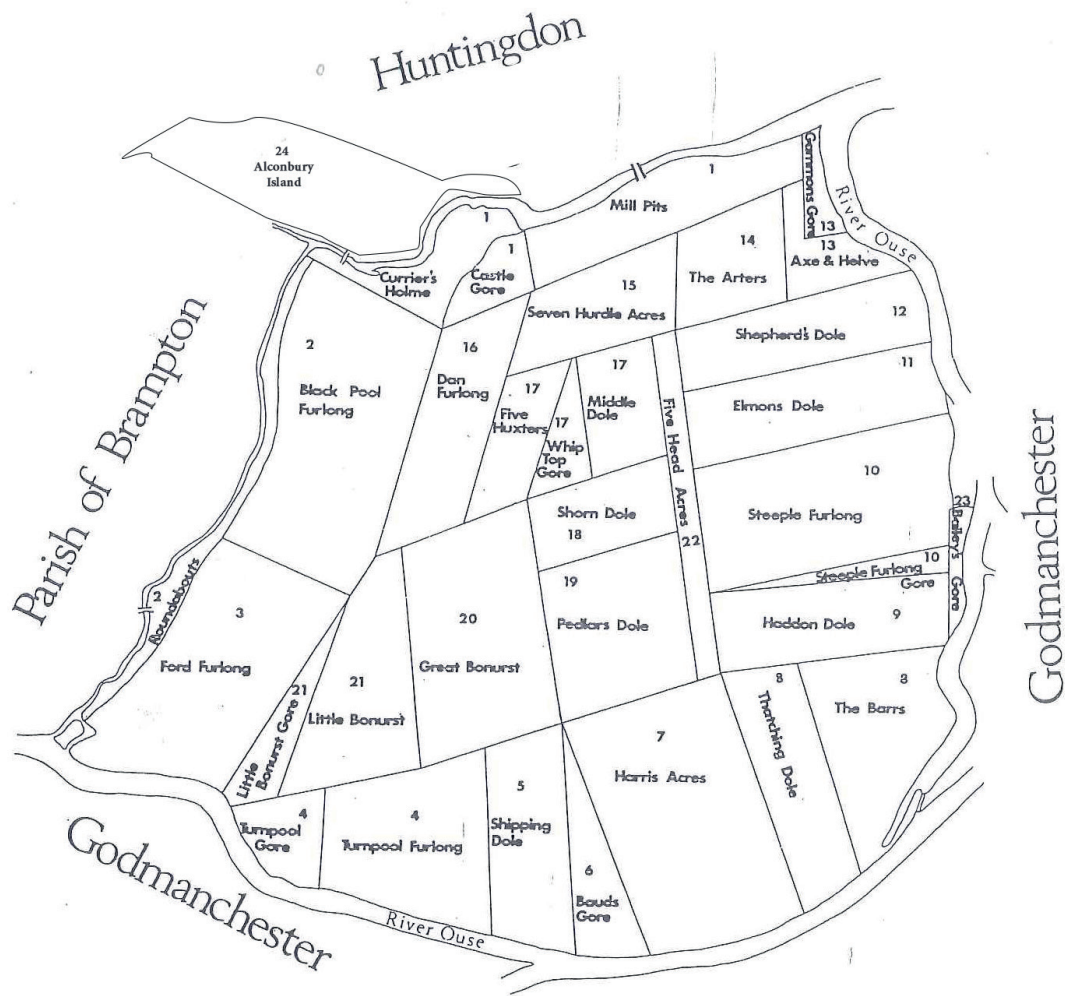 Huntingdon
24
Alconbury
Island
1
Mill Pits
Gammons Gore
13
River Ouse
1
Currier's
Holme
1
Castle
Gore
14
The Arters
13
Axe & Helve
15
Seven Hurdle Acres
12
Shepherd's Dole
Parish of Brampton
2
Black Pool
Furlong
16
Dan
Furlong
17
Five
Huxters
17
Whip
Top
Gore
17
Middle
Dole
Five Head Acres
22
11
Elmons Dole
10
Steeple Furlong
Godmanchester
23
Bailey's Gore
Shorn Dole
18
10
Steeple Furlong
Gore
2
Roundabouts
3
Ford Furlong
19
Pedlars Dole
9
Haddon Dole
20
Great Bonurst
21
Little Bonurst
21
Little
Bonurst Gore
8
Thatching Dole
8
The Barrs
7
Harris Acres
4
Turnpool
Gore
4
Turnpool Furlong
5
Shipping
Dole
6
Bauds
Gore
Godmanchester
River Ouse